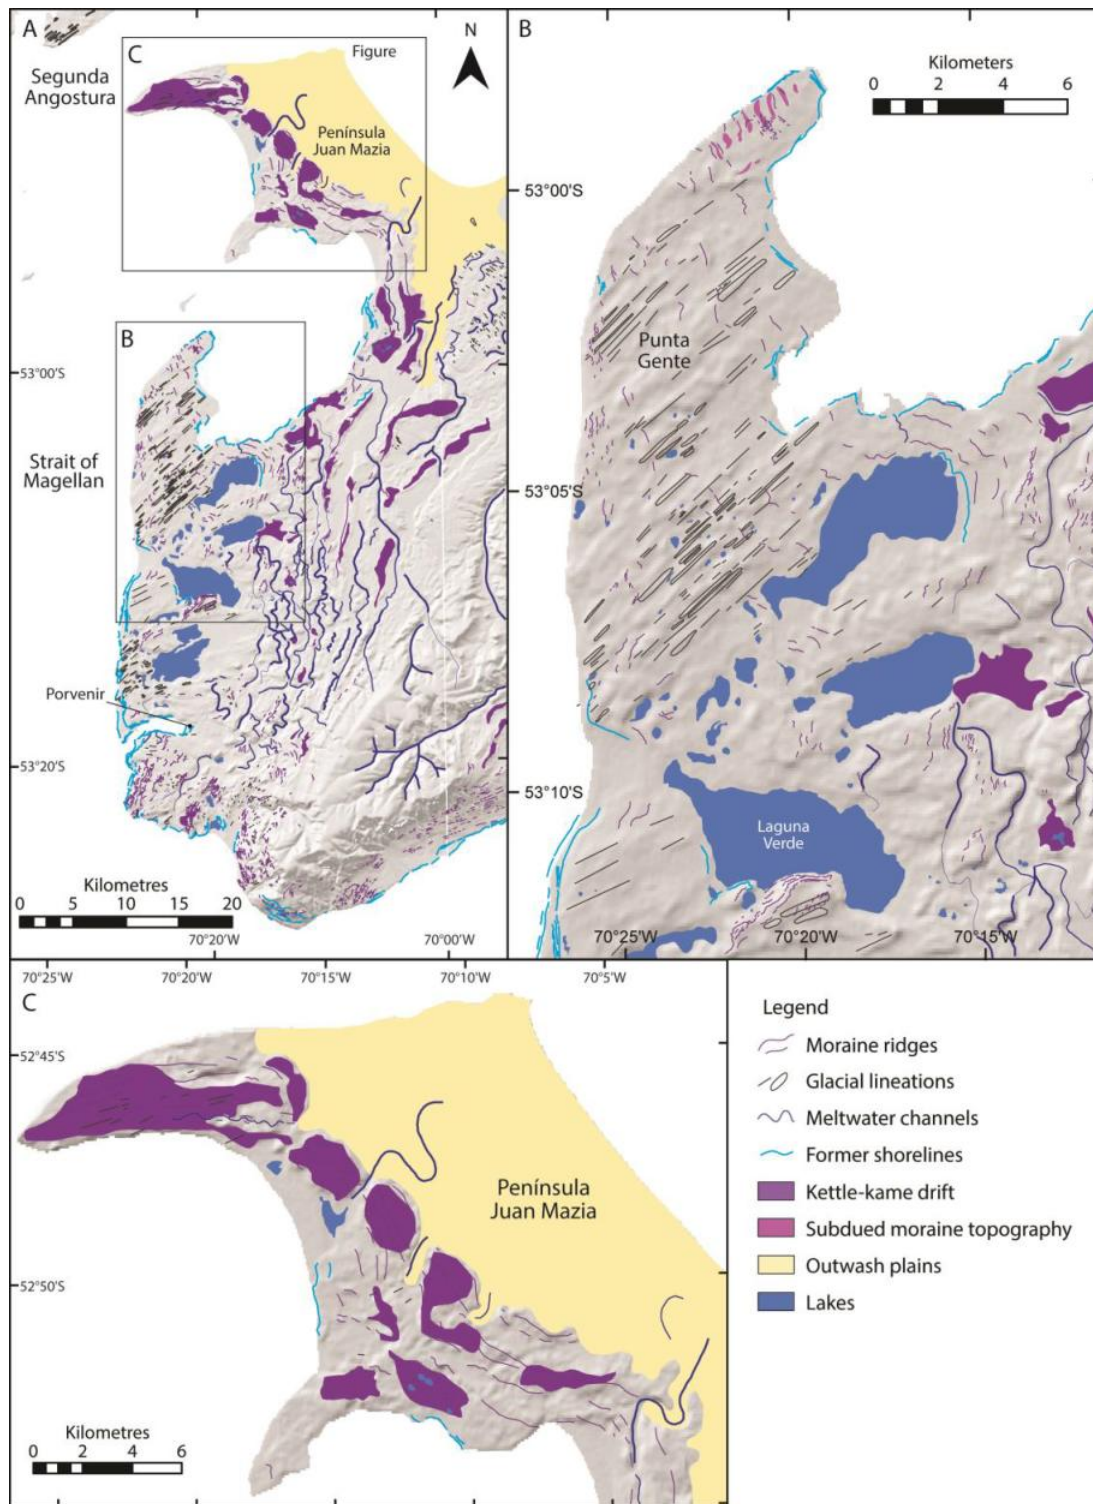 A
N
C
Figure
Segunda
Angostura
Península
Juan Mazia
B
53°00'S
Strait of
Magellan
Porvenir
53°20'S
Kilometres
0 2 4 10 15 20
70°20'W
70°00'W
B
Kilometers
0 2 4 6
53°00'S
Punta
Gente
53°05'S
53°10'S
Laguna
Verde
70°25'W
70°20'W
70°15'W
70°25'W
70°20'W
70°15'W
70°10'W
70°5'W
C
52°45'S
Península
Juan Mazia
52°50'S
Kilometres
0 2 4 6
Legend
Moraine ridges
Glacial lineations
Meltwater channels
Former shorelines
Kettle-kame drift
Subdued moraine topography
Outwash plains
Lakes